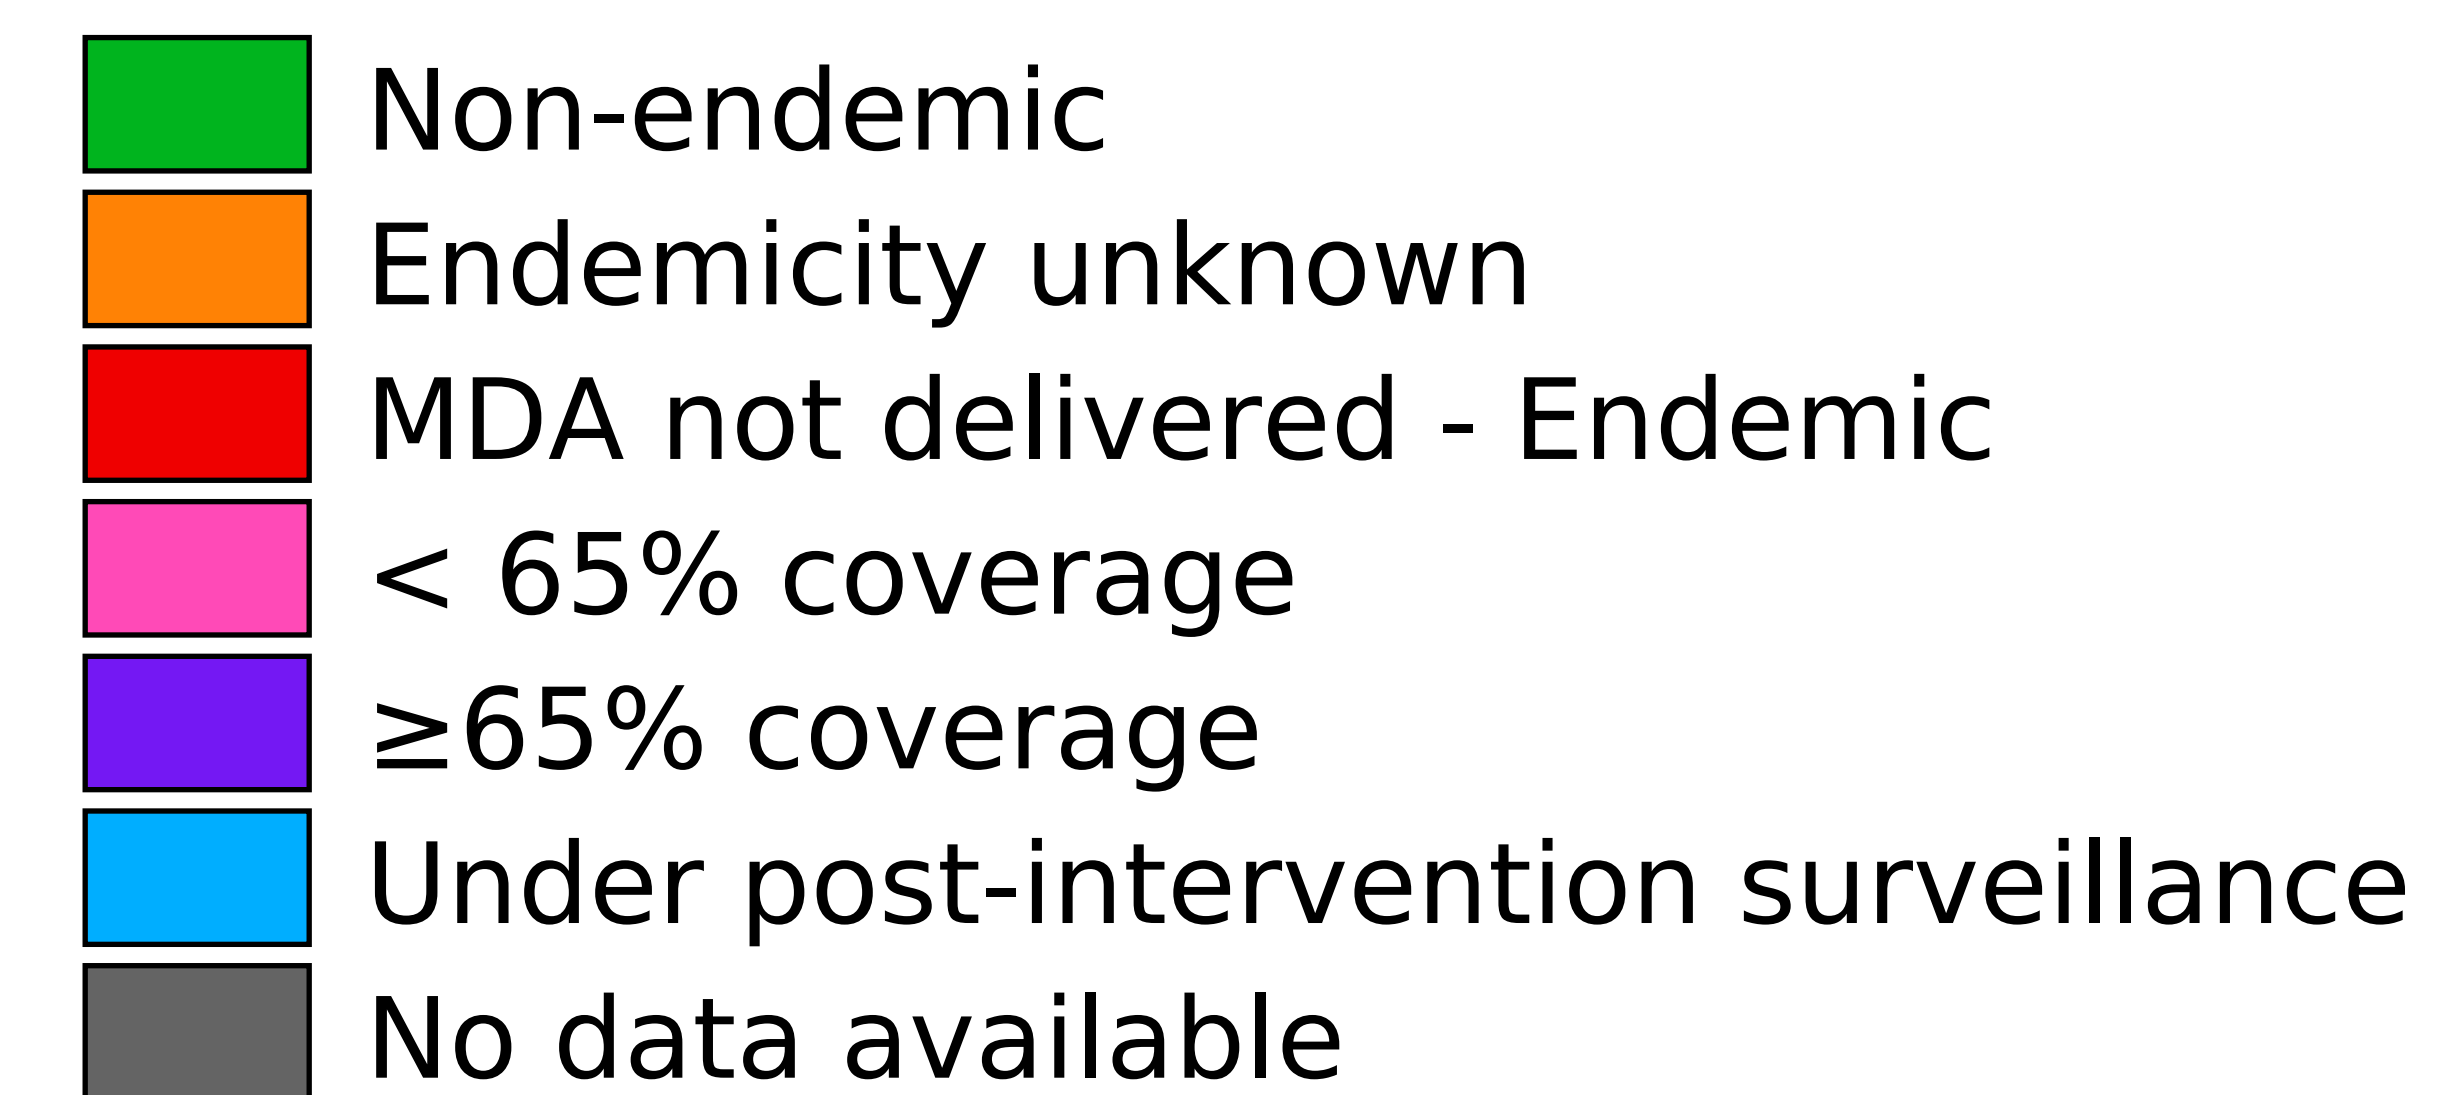 Non-endemic
Endemicity unknown
MDA not delivered - Endemic
< 65% coverage
≥65% coverage
Under post-intervention surveillance
No data available